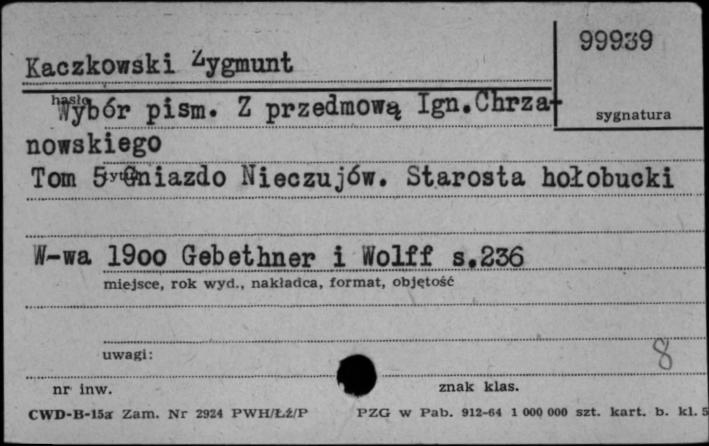 99939
Kaczkowski Zygmunt
hasło
Wybór pism. Z przedmową Ign.Chrza-
sygnatura
nowskiego
Tom 5 Gniazdo Nieczujów. Starosta hołobucki
W-wa 19oo Gebethner i Wolff s.236
miejsce, rok wyd., nakładca, format, objętość
uwagi:
8
nr inw. znak klas.
CWD-B-15a Zam. Nr 2924 PWH/Łź/P PZG w Pab. 912-64 1 000 000 szt. kart. b. kl. 5